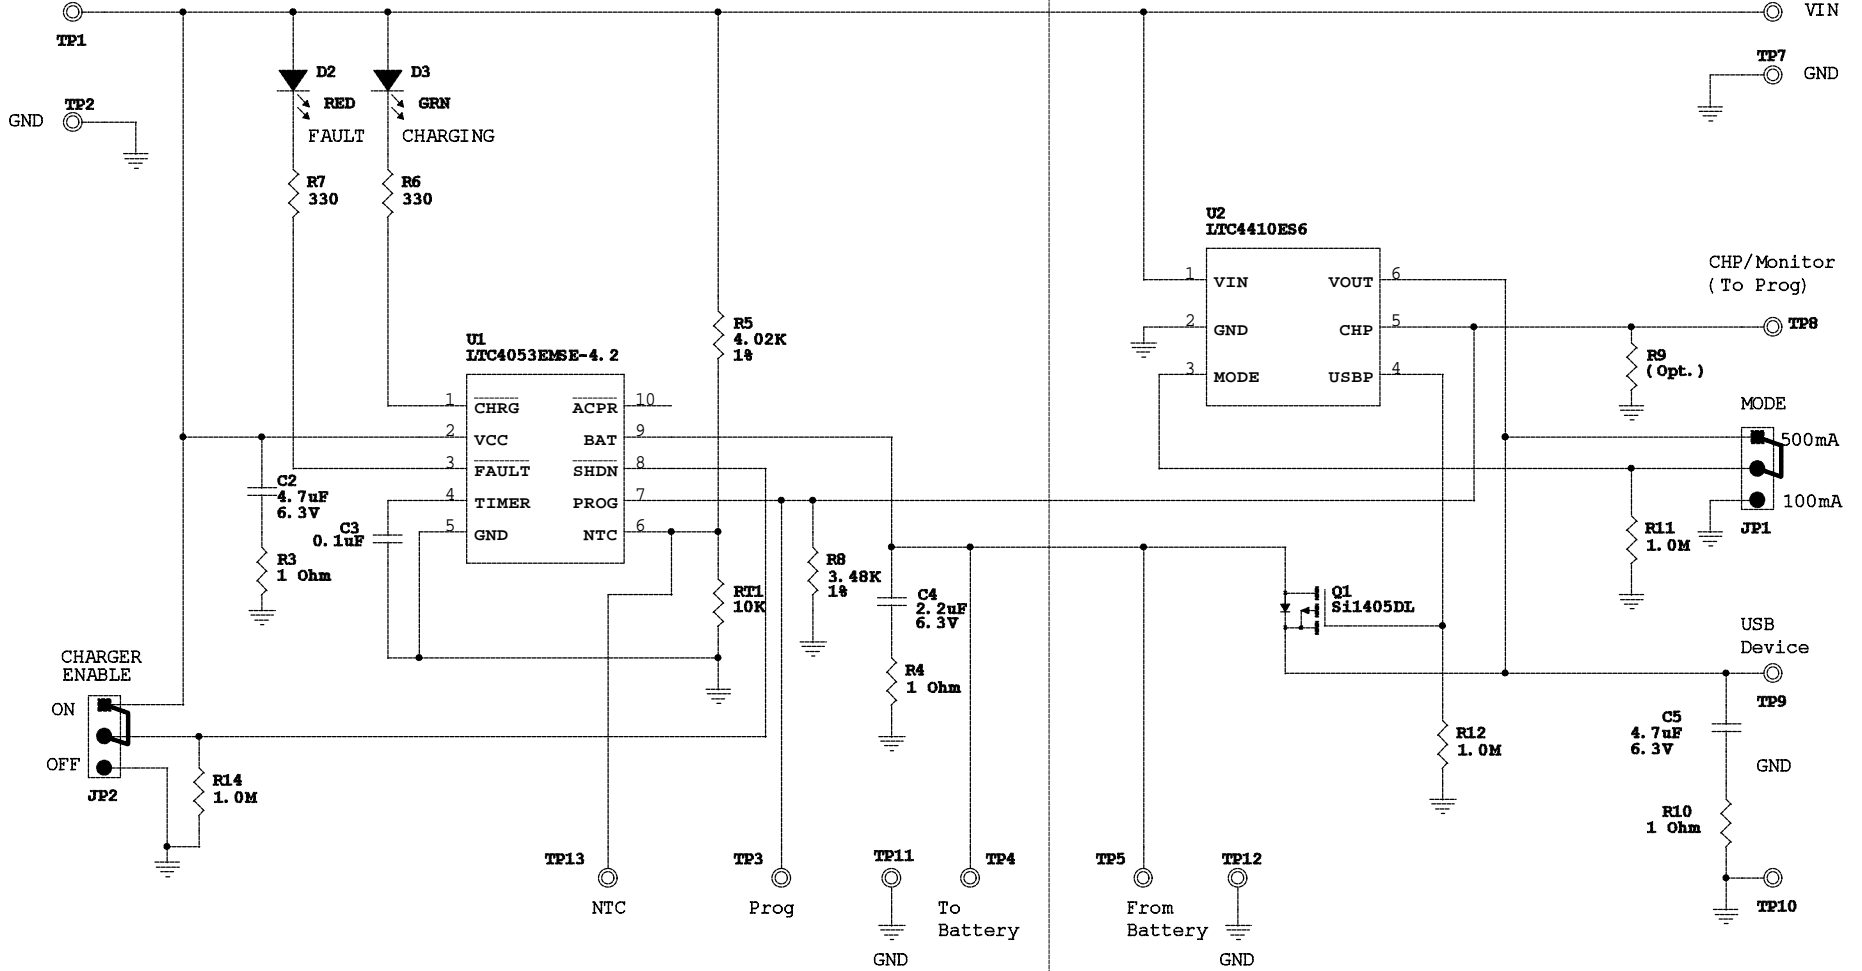 VIN
TP1
TP7
GND
TP2
GND
D2
RED
FAULT
D3
GRN
CHARGING
R7
330
R6
330
U2
LTC4410ES6
1
VIN
VOUT
6
2
GND
CHP
5
3
MODE
USBP
4
CHP/Monitor
(To Prog)
TP8
R9
(Opt.)
MODE
500mA
100mA
JP1
R11
1.0M
R5
4.02K
1%
U1
LTC4053EMSE-4.2
1
CHRG
ACPR
10
2
VCC
BAT
9
3
FAULT
SHDN
8
4
TIMER
PROG
7
5
GND
NTC
6
C2
4.7uF
6.3V
C3
0.1uF
R3
1 Ohm
RT1
10K
R8
3.48K
1%
C4
2.2uF
6.3V
R4
1 Ohm
Q1
Si1405DL
USB
Device
TP9
CHARGER
ENABLE
ON
OFF
JP2
R14
1.0M
R12
1.0M
C5
4.7uF
6.3V
GND
R10
1 Ohm
TP10
TP13
NTC
TP3
Prog
TP11
GND
TP4
To
Battery
TP5
From
Battery
TP12
GND